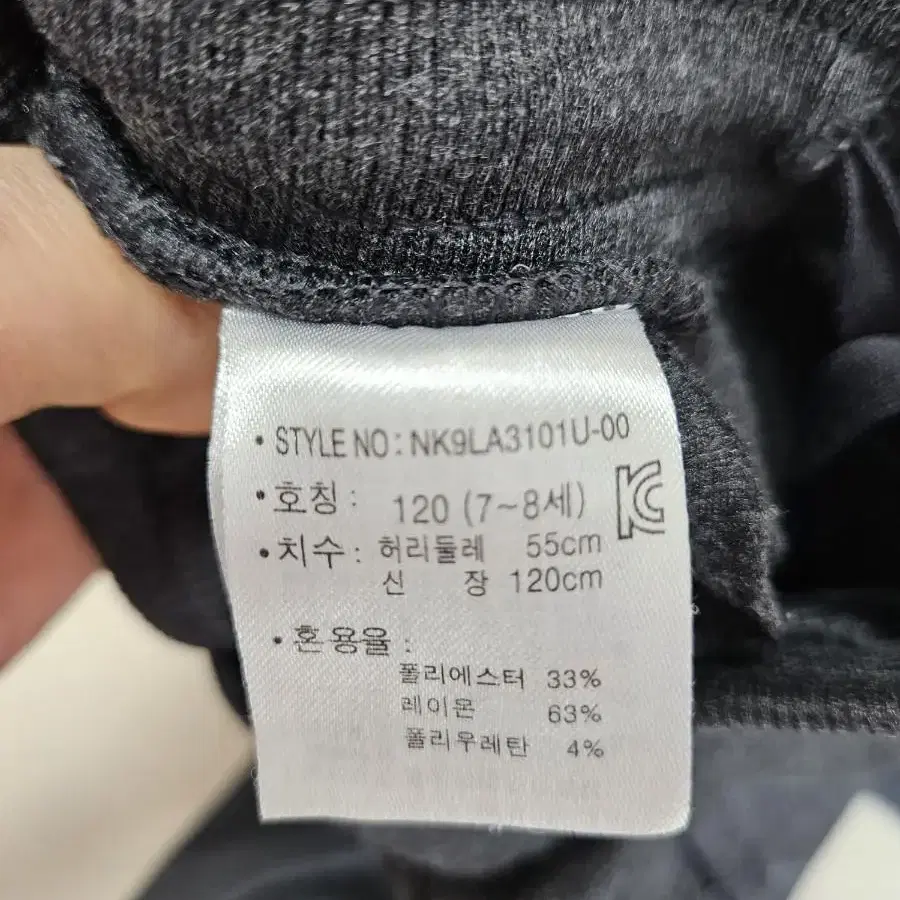 • STYLE NO : NK9LA3101U-00
• 호칭 : 120 (7~8세)
• 치수 : 허리둘레 55cm
신 장 120cm
• 혼용율 :
폴리에스터 33%
레이온 63%
폴리우레탄 4%